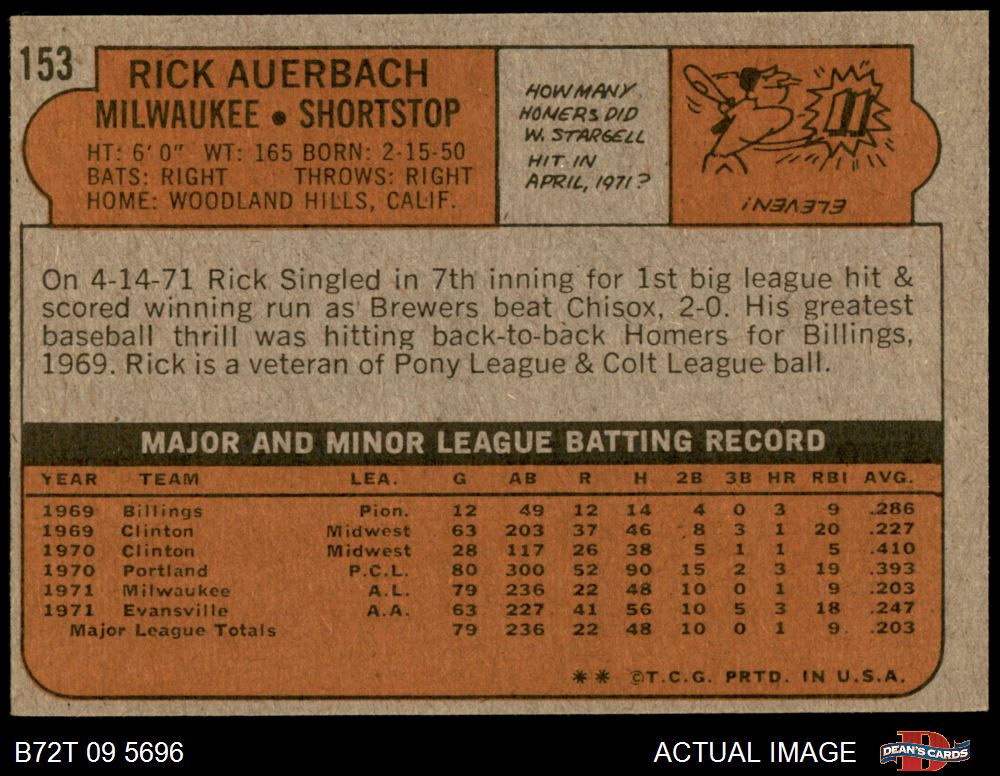 153
RICK AUERBACH
MILWAUKEE • SHORTSTOP
HT: 6'0" WT: 165 BORN: 2-15-50
BATS: RIGHT THROWS: RIGHT
HOME: WOODLAND HILLS, CALIF.
HOW MANY
HOMERS DID
W. STARGELL
HIT IN
APRIL, 1971?
11
ELEVEN!
On 4-14-71 Rick Singled in 7th inning for 1st big league hit &
scored winning run as Brewers beat Chisox, 2-0. His greatest
baseball thrill was hitting back-to-back Homers for Billings,
1969. Rick is a veteran of Pony League & Colt League ball.
MAJOR AND MINOR LEAGUE BATTING RECORD
YEAR TEAM LEA. G AB R H 2B 3B HR RBI AVG.
1969 Billings Pion. 12 49 12 14 4 0 3 9 .286
1969 Clinton Midwest 63 203 37 46 8 3 1 20 .227
1970 Clinton Midwest 28 117 26 38 5 1 1 5 .410
1970 Portland P.C.L. 80 300 52 90 15 2 3 19 .393
1971 Milwaukee A.L. 79 236 22 48 10 0 1 9 .203
1971 Evansville A.A. 63 227 41 56 10 5 3 18 .247
Major League Totals 79 236 22 48 10 0 1 9 .203
** ©T.C.G. PRTD. IN U.S.A.
B72T 09 5696 ACTUAL IMAGE DEAN'S CARDS